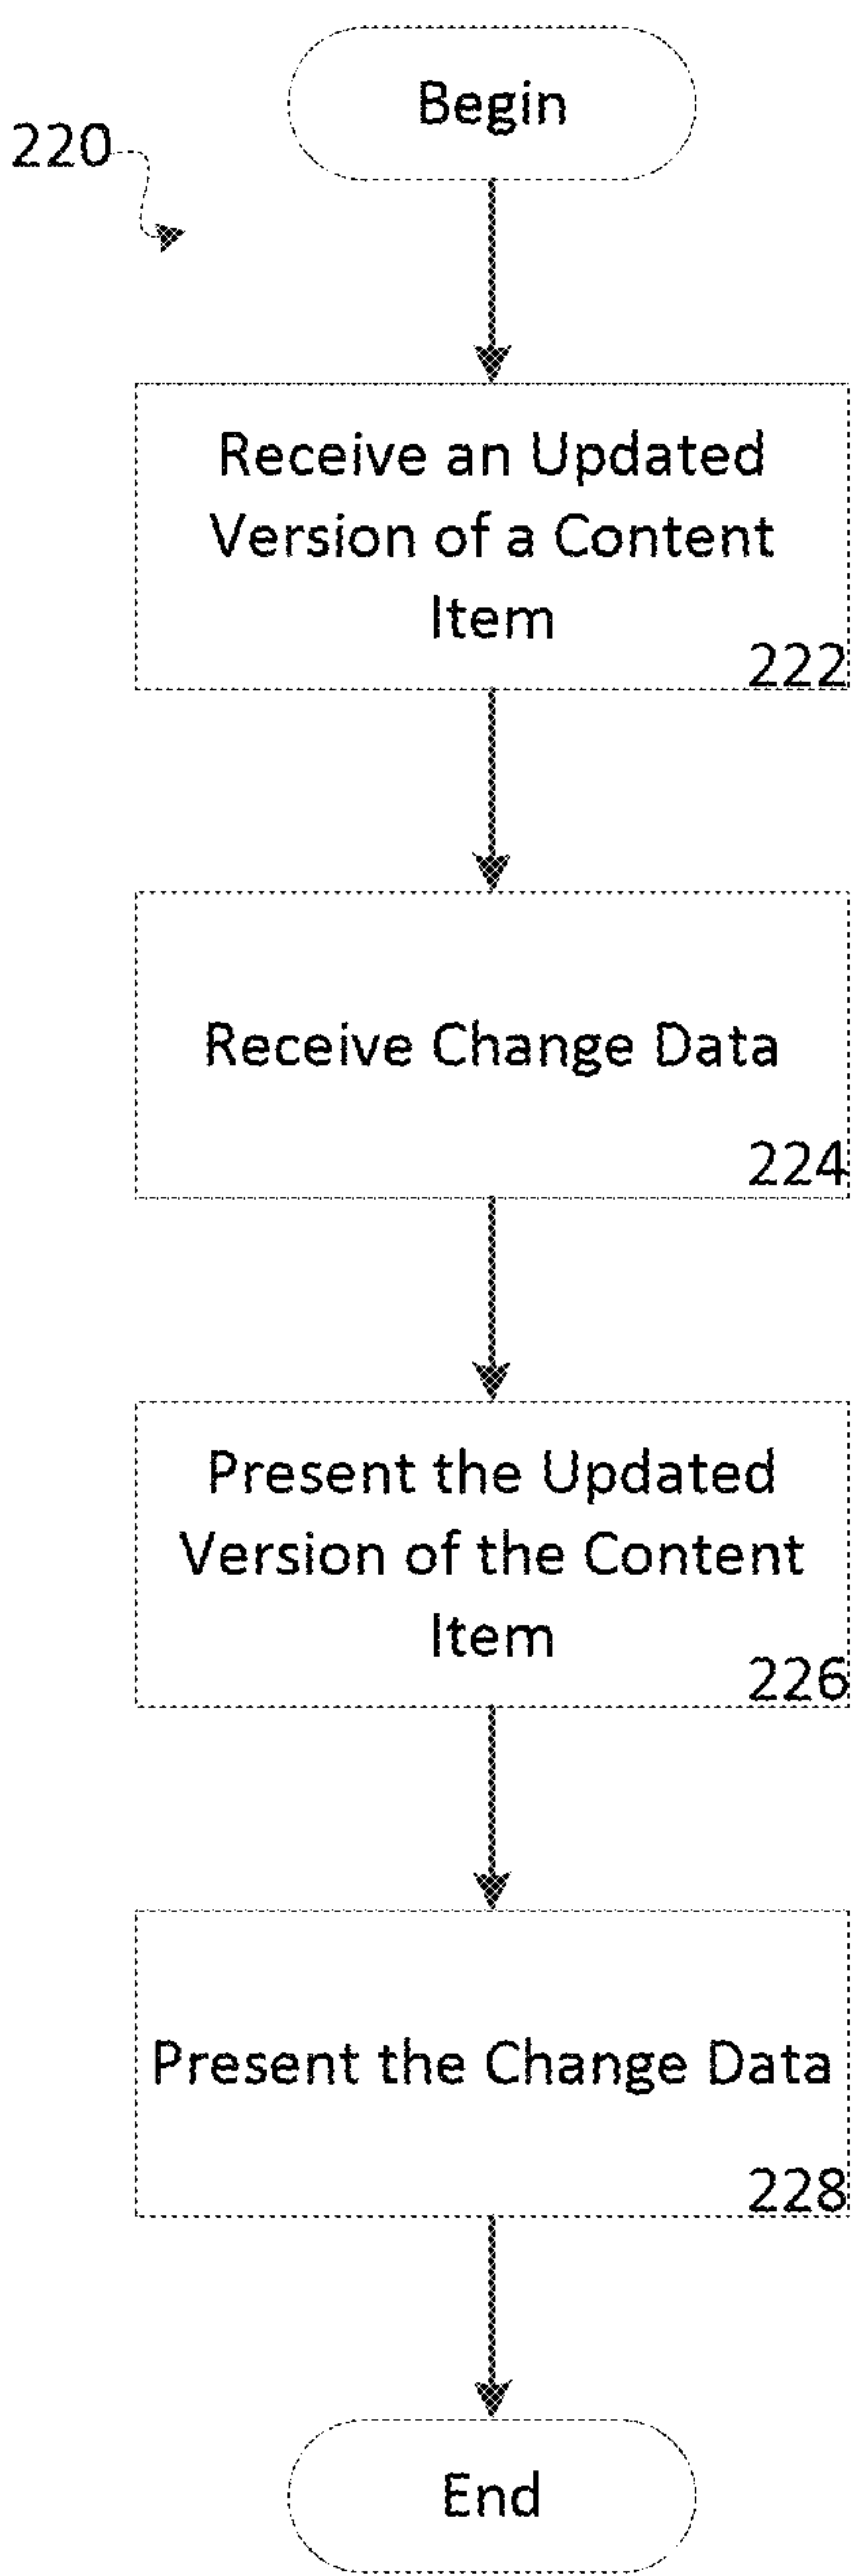 Begin
220
Receive an Updated
Version of a Content
Item
222
Receive Change Data
224
Present the Updated
Version of the Content
Item
226
Present the Change Data
228
End